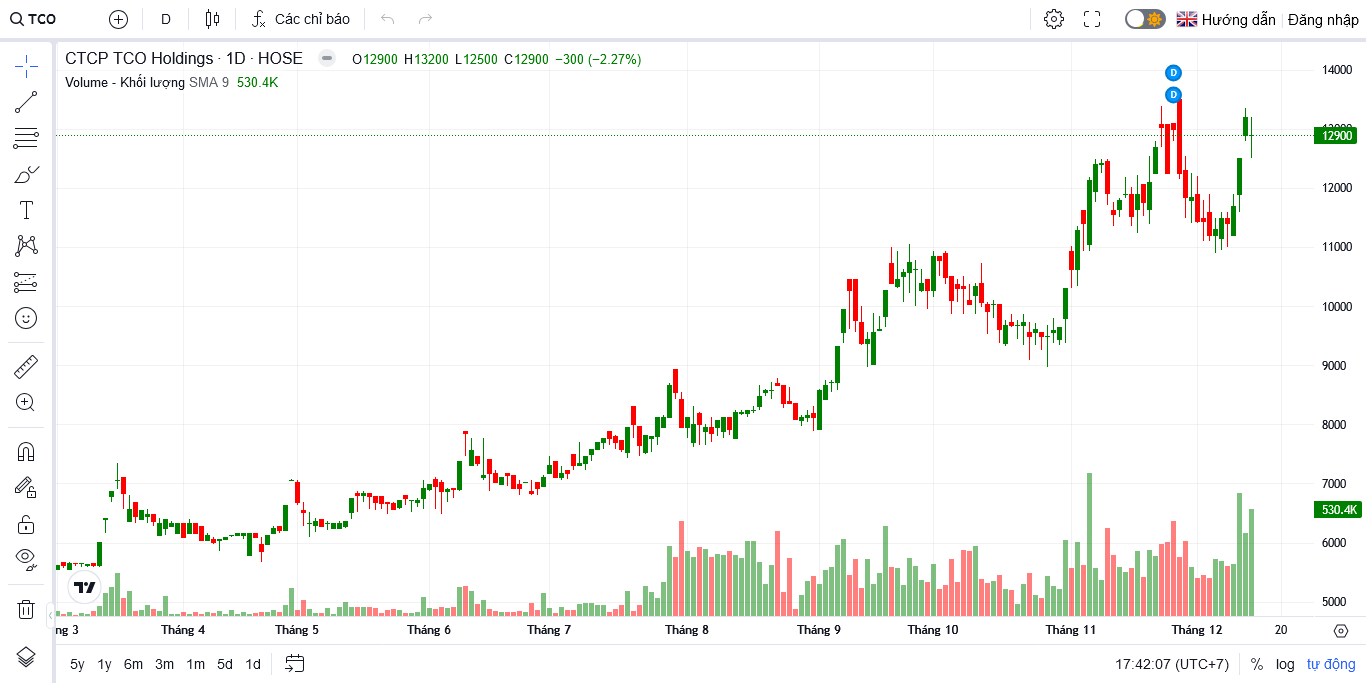 TCO D Các chỉ báo Hướng dẫn Đăng nhập
CTCP TCO Holdings · 1D · HOSE O12900 H13200 L12500 C12900 −300 (−2.27%)
Volume - Khối lượng SMA 9 530.4K
D
D
14000
12900
12000
11000
10000
9000
8000
7000
530.4K
6000
5000
ng 3 Tháng 4 Tháng 5 Tháng 6 Tháng 7 Tháng 8 Tháng 9 Tháng 10 Tháng 11 Tháng 12 20
5y 1y 6m 3m 1m 5d 1d 17:42:07 (UTC+7) % log tự động